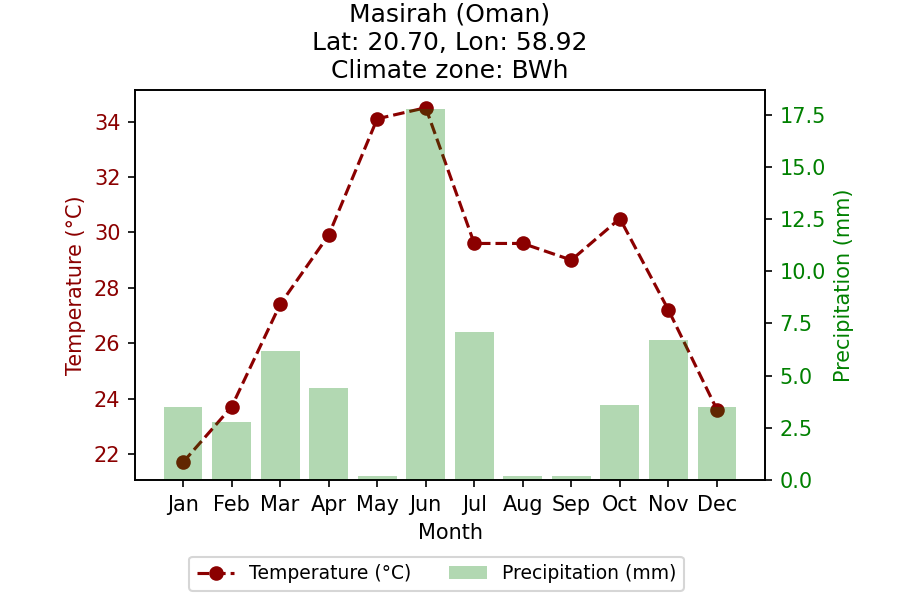 Masirah (Oman)
Lat: 20.70, Lon: 58.92
Climate zone: BWh
34
32
30
28
26
24
22
Temperature (°C)
17.5
15.0
12.5
10.0
7.5
5.0
2.5
0.0
Precipitation (mm)
Jan Feb Mar Apr May Jun Jul Aug Sep Oct Nov Dec
Month
Temperature (°C) Precipitation (mm)